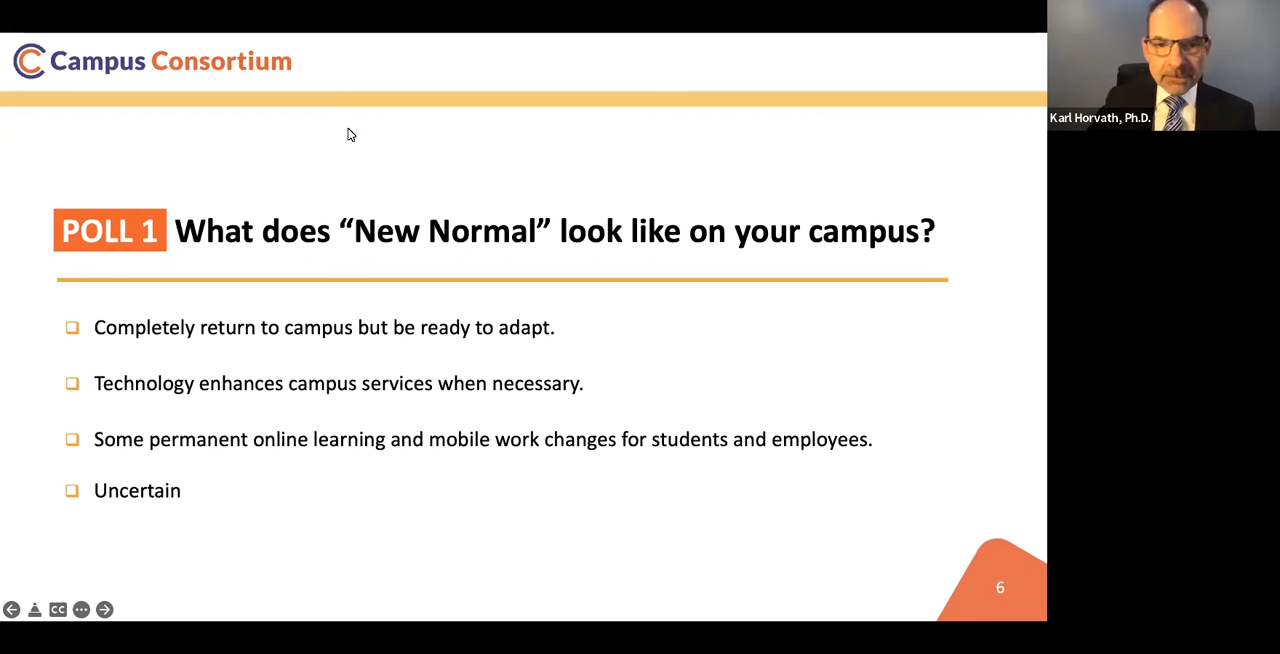 Campus Consortium
Karl Horvath, Ph.D.
POLL 1 What does “New Normal” look like on your campus?
Completely return to campus but be ready to adapt.
Technology enhances campus services when necessary.
Some permanent online learning and mobile work changes for students and employees.
Uncertain
6
CC